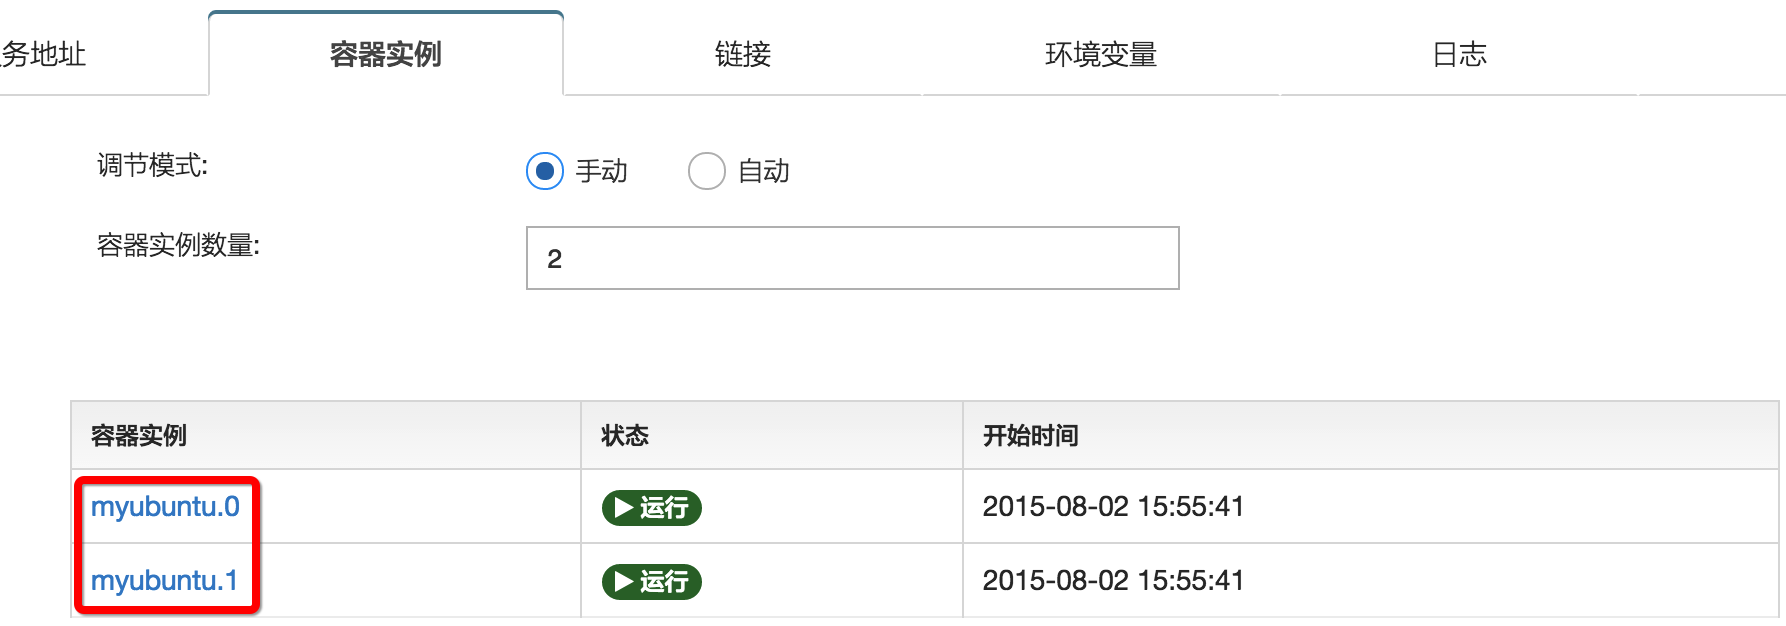 务地址 容器实例 链接 环境变量 日志
调节模式: 手动 自动
容器实例数量: 2
容器实例 状态 开始时间
myubuntu.0 运行 2015-08-02 15:55:41
myubuntu.1 运行 2015-08-02 15:55:41